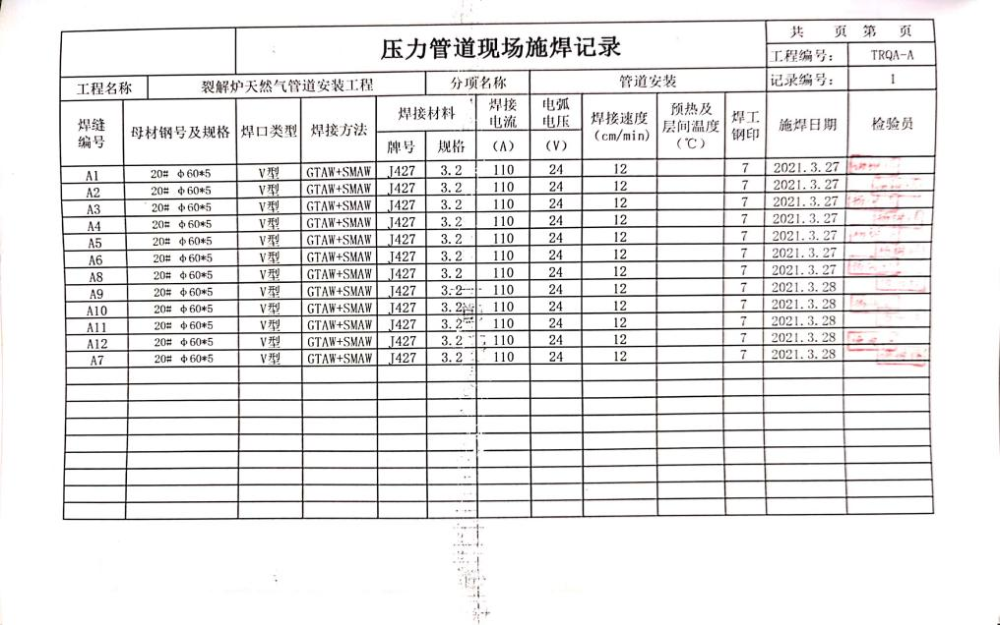 共 页 第 页
压力管道现场施焊记录
工程编号： TRQA-A
工程名称 裂解炉天然气管道安装工程 分项名称 管道安装 记录编号： 1
焊缝编号 母材钢号及规格 焊口类型 焊接方法 焊接材料 焊接电流 (A) 电弧电压 (V) 焊接速度 (cm/min) 预热及层间温度 (℃) 焊工钢印 施焊日期 检验员
牌号 规格
A1 20# φ60*5 V型 GTAW+SMAW J427 3.2 110 24 12 7 2021.3.27
A2 20# φ60*5 V型 GTAW+SMAW J427 3.2 110 24 12 7 2021.3.27
A3 20# φ60*5 V型 GTAW+SMAW J427 3.2 110 24 12 7 2021.3.27
A4 20# φ60*5 V型 GTAW+SMAW J427 3.2 110 24 12 7 2021.3.27
A5 20# φ60*5 V型 GTAW+SMAW J427 3.2 110 24 12 7 2021.3.27
A6 20# φ60*5 V型 GTAW+SMAW J427 3.2 110 24 12 7 2021.3.27
A8 20# φ60*5 V型 GTAW+SMAW J427 3.2 110 24 12 7 2021.3.27
A9 20# φ60*5 V型 GTAW+SMAW J427 3.2 110 24 12 7 2021.3.28
A10 20# φ60*5 V型 GTAW+SMAW J427 3.2 110 24 12 7 2021.3.28
A11 20# φ60*5 V型 GTAW+SMAW J427 3.2 110 24 12 7 2021.3.28
A12 20# φ60*5 V型 GTAW+SMAW J427 3.2 110 24 12 7 2021.3.28
A7 20# φ60*5 V型 GTAW+SMAW J427 3.2 110 24 12 7 2021.3.28